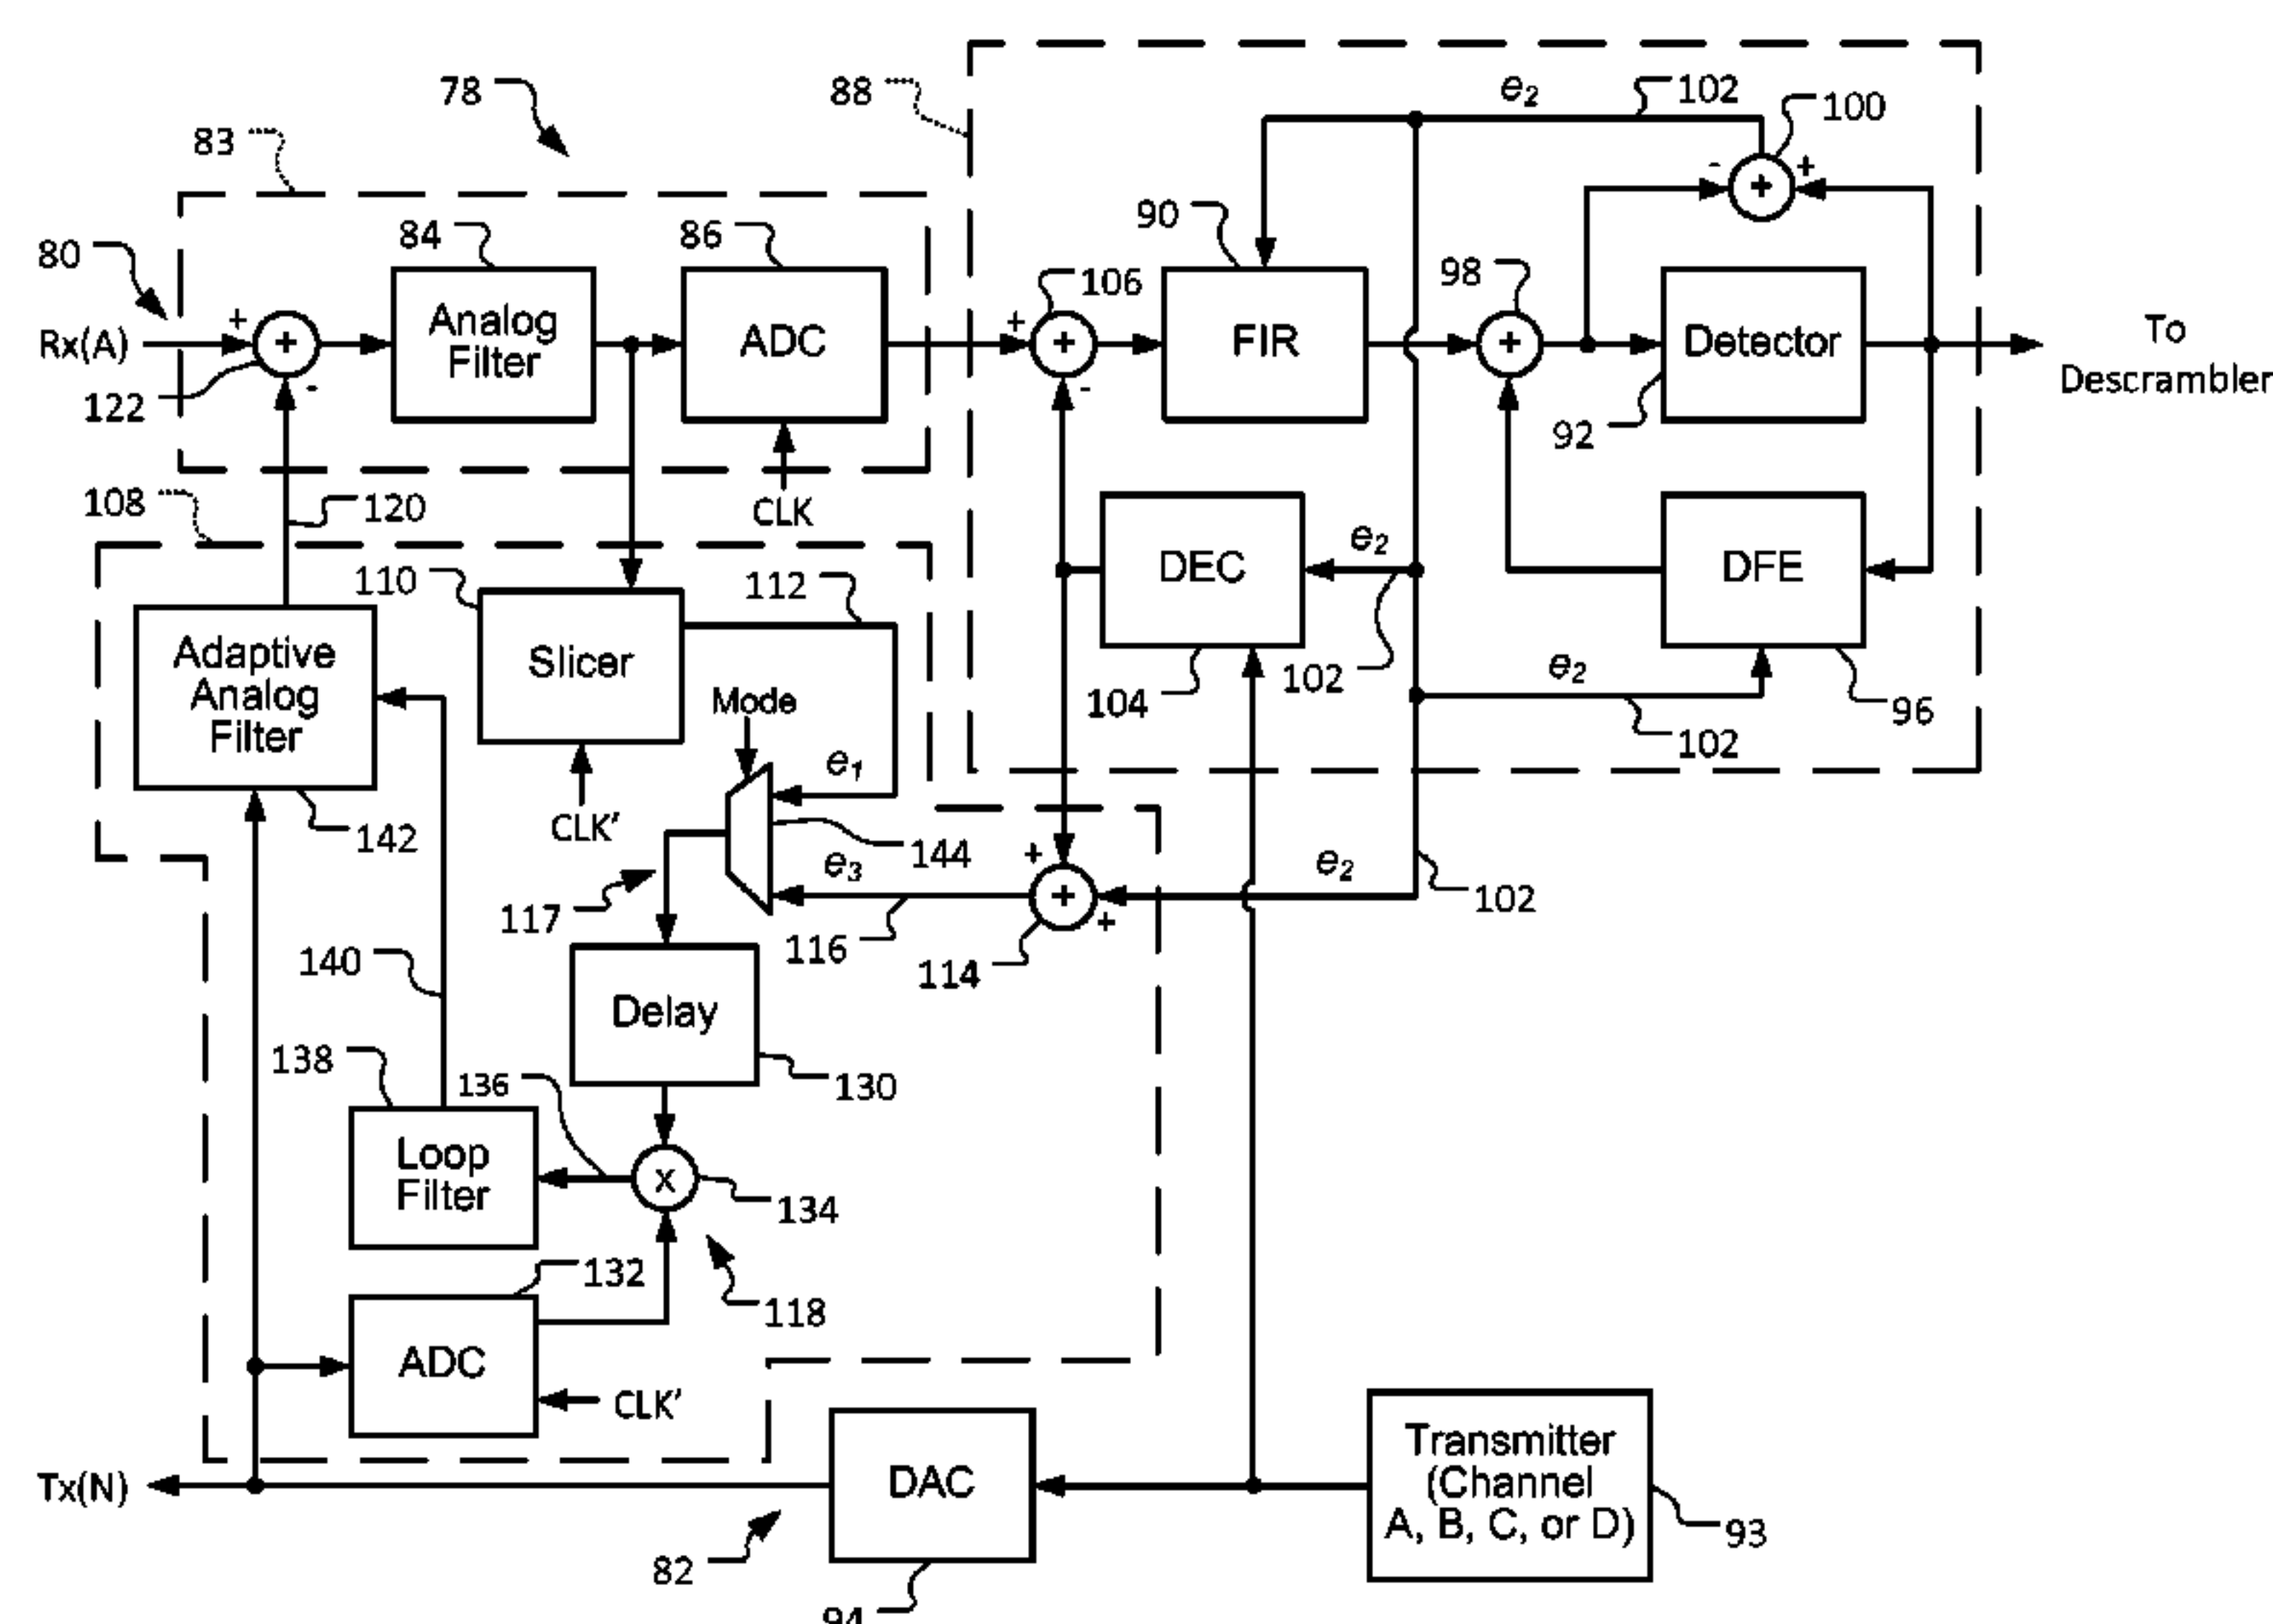 e2
102
100
78
88
83
- +
90
84
86
98
80
106
+
+
+
+
Rx(A)
+
Analog
Filter
ADC
+
FIR
+
Detector
To
Descrambler
122
-
-
92
108
120
CLK
110
112
DEC
e2
DFE
Adaptive
Analog
Filter
Slicer
Mode
104
102
e2
96
102
e1
CLK'
142
144
+
e3
+
e2
117
116
+
102
114
140
Delay
138
136
130
Loop
Filter
x
134
132
118
ADC
CLK'
Transmitter
(Channel
A, B, C, or D)
Tx(N)
DAC
93
82
94